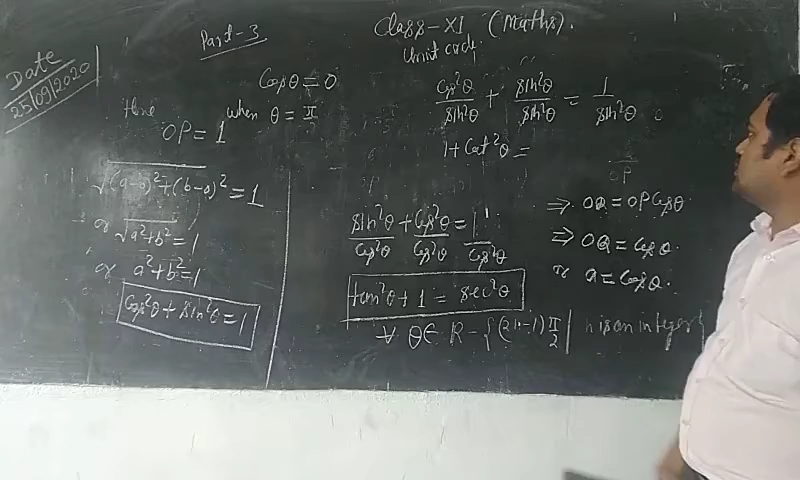 Date
25/09/2020
Part-3
Class-XI (Maths).
Unit circle
Cosθ = 0
when θ = π/2
OP = 1
√(a-0)²+(b-0)² = 1
or √a²+b² = 1
or a²+b² = 1
Cos²θ + sin²θ = 1
Cos²θ/sin²θ + sin²θ/sin²θ = 1/sin²θ
1 + Cot²θ =
sin²θ/Cos²θ + Cos²θ/Cos²θ = 1/Cos²θ
tan²θ + 1 = sec²θ
∀ θ ∈ R - {(2n-1) π/2 | n is an integer}
OP
⇒ OQ = OP Cosθ
⇒ OQ = Cosθ.
or a = Cosθ.